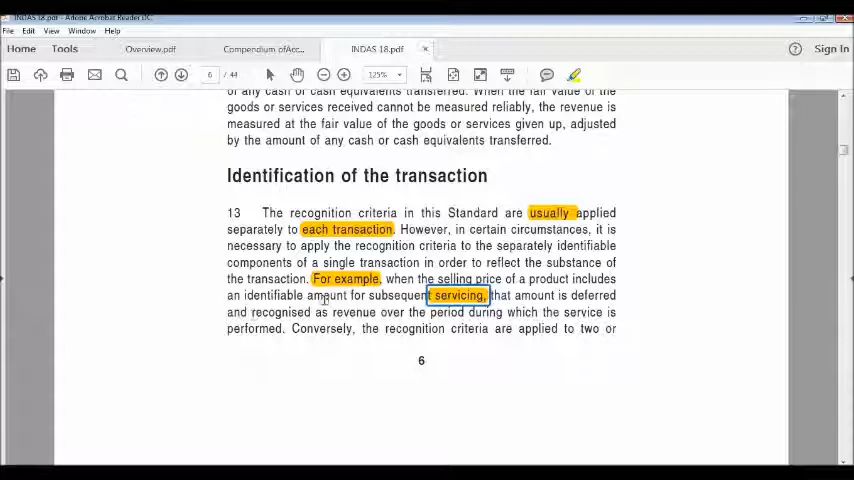 INDAS 18.pdf - Adobe Acrobat Reader DC
File Edit View Window Help
Home Tools Overview.pdf Compendium ofAcc... INDAS 18.pdf × ? Sign In
6 / 44 125%
of any cash or cash equivalents transferred. When the fair value of the
goods or services received cannot be measured reliably, the revenue is
measured at the fair value of the goods or services given up, adjusted
by the amount of any cash or cash equivalents transferred.
Identification of the transaction
13 The recognition criteria in this Standard are usually applied
separately to each transaction. However, in certain circumstances, it is
necessary to apply the recognition criteria to the separately identifiable
components of a single transaction in order to reflect the substance of
the transaction. For example, when the selling price of a product includes
an identifiable amount for subsequent servicing, that amount is deferred
and recognised as revenue over the period during which the service is
performed. Conversely, the recognition criteria are applied to two or
6